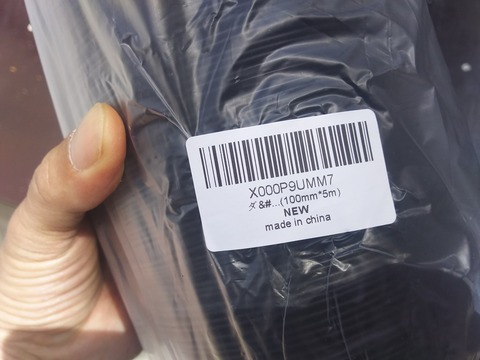 X000P9UMM7
ダ&#...(100mm*5m)
NEW
made in china